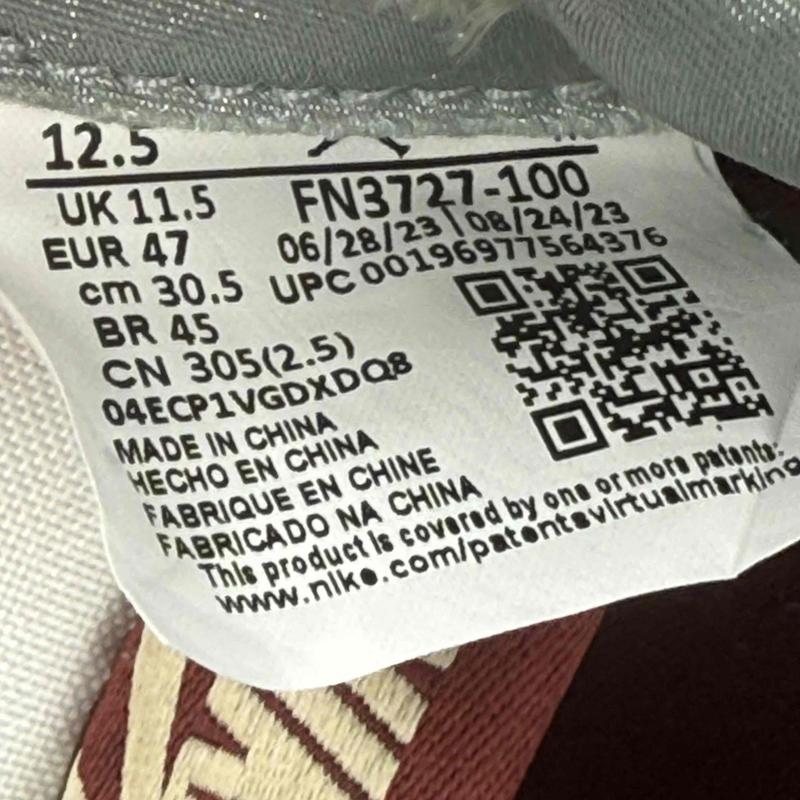 12.5
UK 11.5 FN3727-100
EUR 47 06/28/23 \ 08/24/23
cm 30.5 UPC 00196977564376
BR 45
CN 305(2.5)
04ECP1VGDXDQ8
MADE IN CHINA
HECHO EN CHINA
FABRIQUE EN CHINE
FABRICADO NA CHINA
This product is covered by one or more patents:
www.nike.com/patentsvirtualmarking